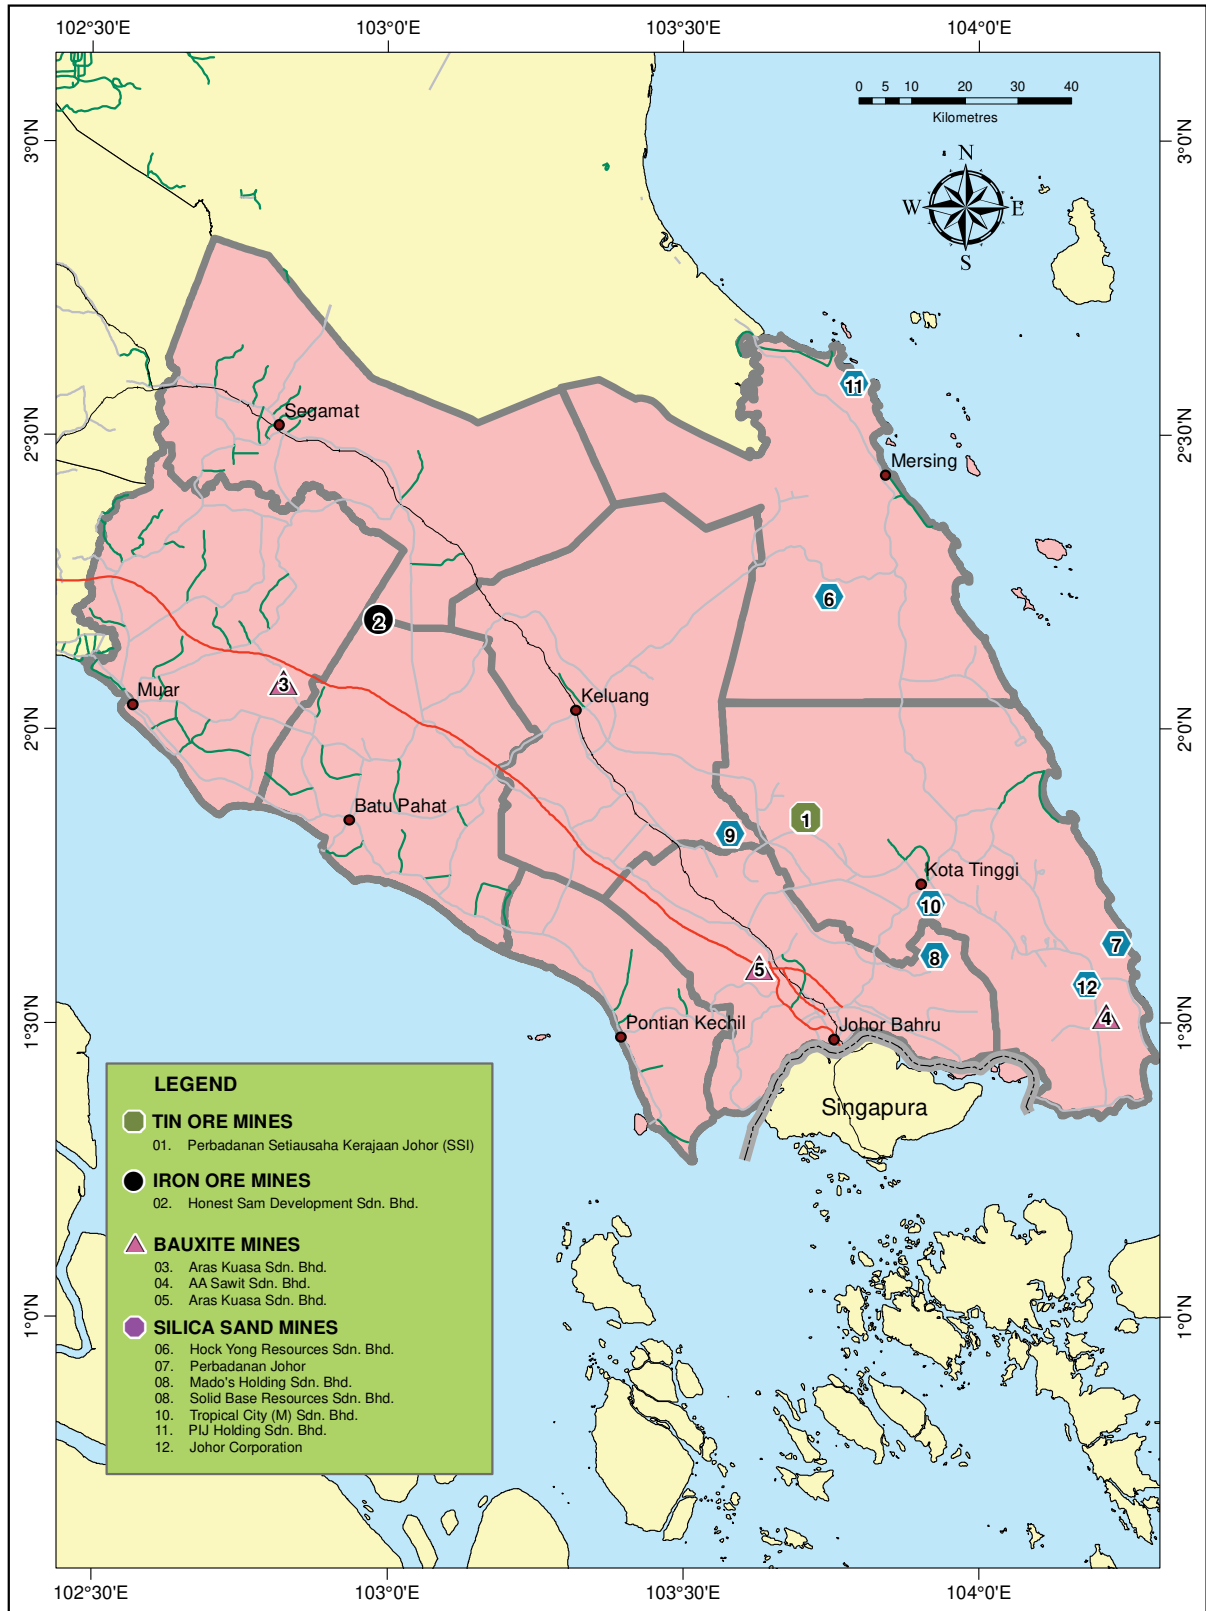 102°30'E 103°0'E 103°30'E 104°0'E
0 5 10 20 30 40
Kilometres
3°0'N 3°0'N
N
W E
S
11
Segamat
2°30'N 2°30'N
Mersing
6
2
3
Muar
Keluang
2°0'N 2°0'N
Batu Pahat
1
9
Kota Tinggi
10
7
8
5
12
4
Pontian Kechil
Johor Bahru
1°30'N 1°30'N
Singapura
LEGEND
TIN ORE MINES
01. Perbadanan Setiausaha Kerajaan Johor (SSI)
IRON ORE MINES
02. Honest Sam Development Sdn. Bhd.
BAUXITE MINES
03. Aras Kuasa Sdn. Bhd.
04. AA Sawit Sdn. Bhd.
05. Aras Kuasa Sdn. Bhd.
SILICA SAND MINES
06. Hock Yong Resources Sdn. Bhd.
07. Perbadanan Johor
08. Mado's Holding Sdn. Bhd.
08. Solid Base Resources Sdn. Bhd.
10. Tropical City (M) Sdn. Bhd.
11. PIJ Holding Sdn. Bhd.
12. Johor Corporation
1°0'N 1°0'N
102°30'E 103°0'E 103°30'E 104°0'E